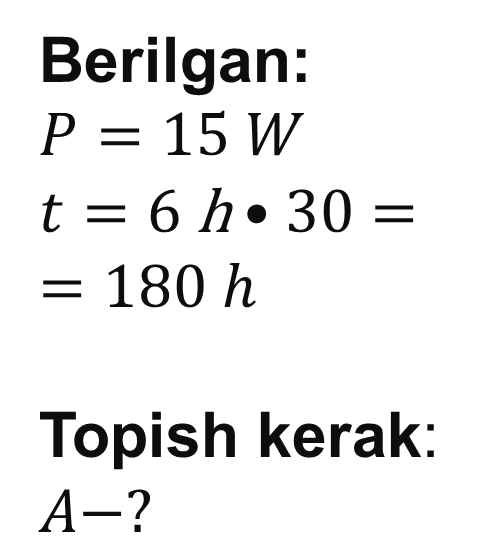 Berilgan:
P = 15 W
t = 6 h• 30 =
= 180 h
Topish kerak:
A−?